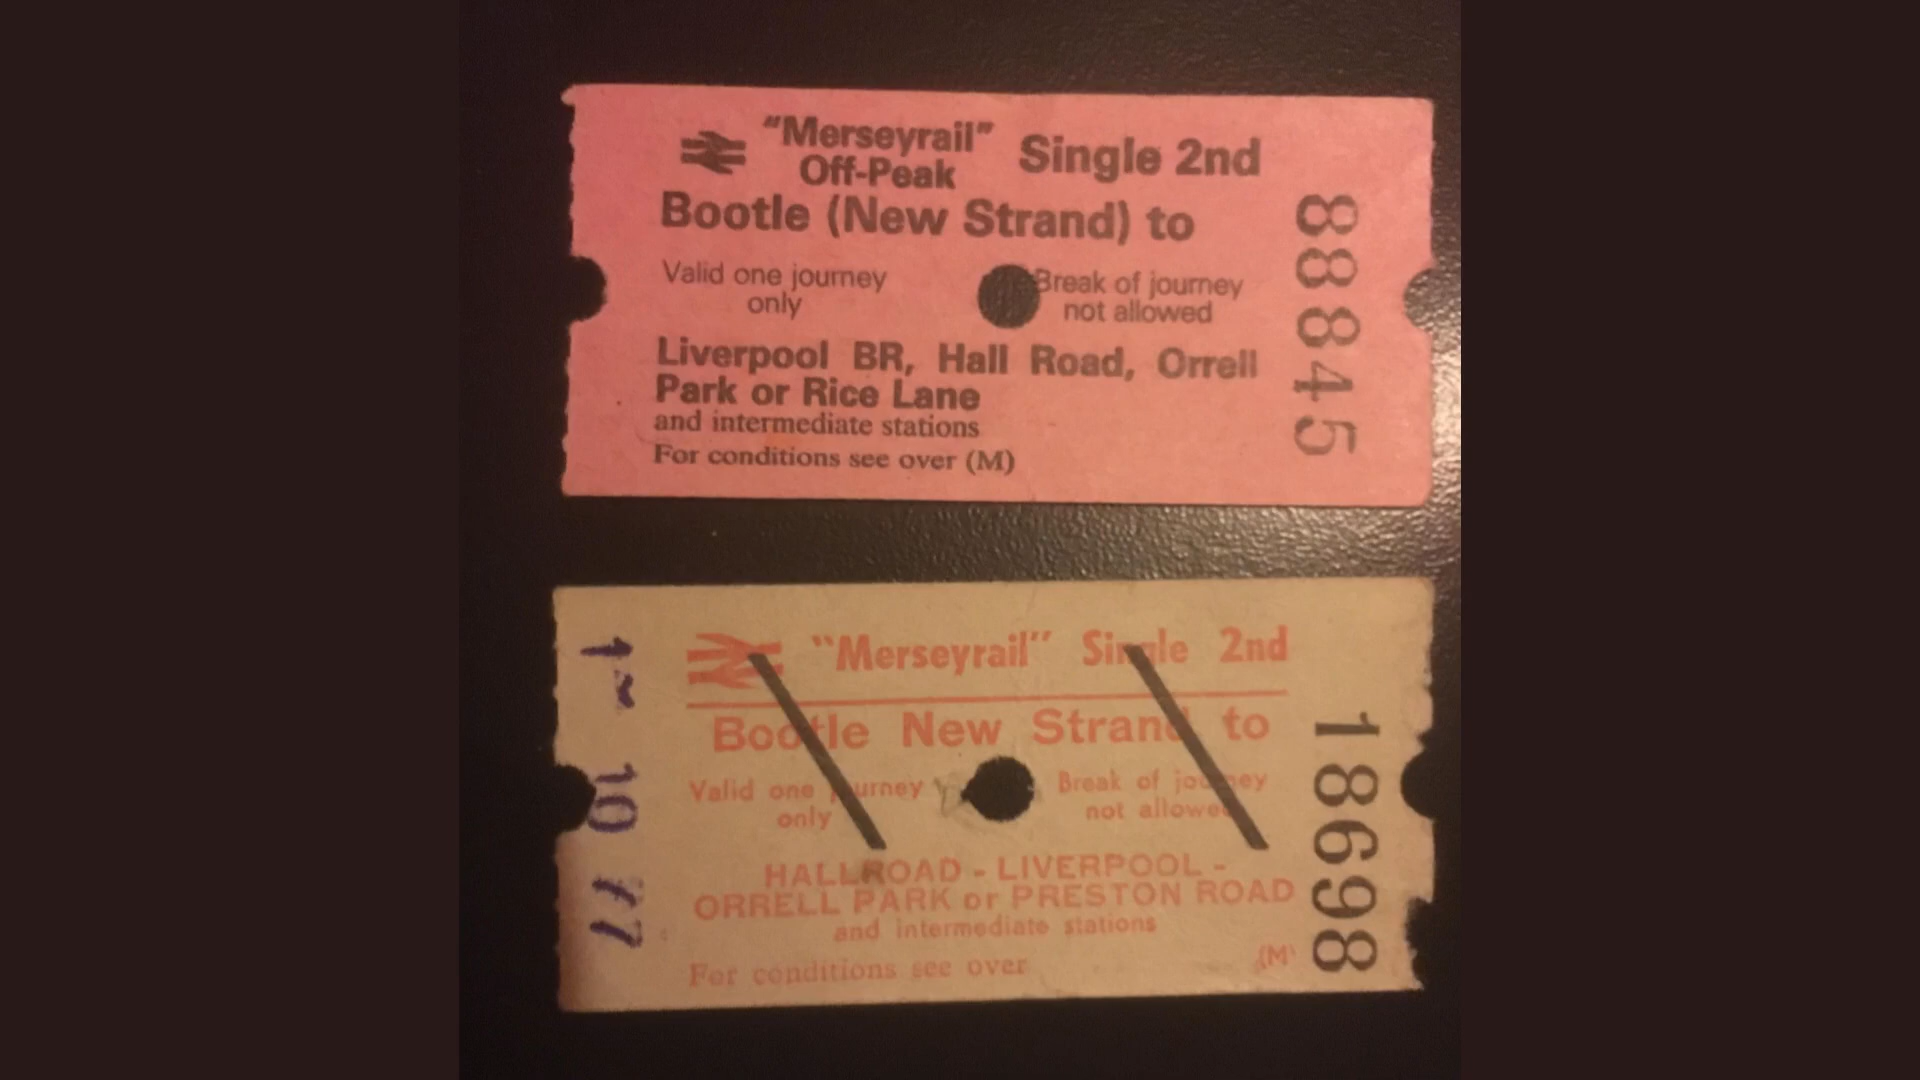 "Merseyrail" Single 2nd
Off-Peak
Bootle (New Strand) to
Valid one journey Break of journey
only not allowed
Liverpool BR, Hall Road, Orrell
Park or Rice Lane
and intermediate stations
For conditions see over (M)
88845
"Merseyrail" Single 2nd
Bootle New Strand to
Valid one journey Break of journey
only not allowed
HALLROAD - LIVERPOOL -
ORRELL PARK or PRESTON ROAD
and intermediate stations
For conditions see over (M)
18698
10 77